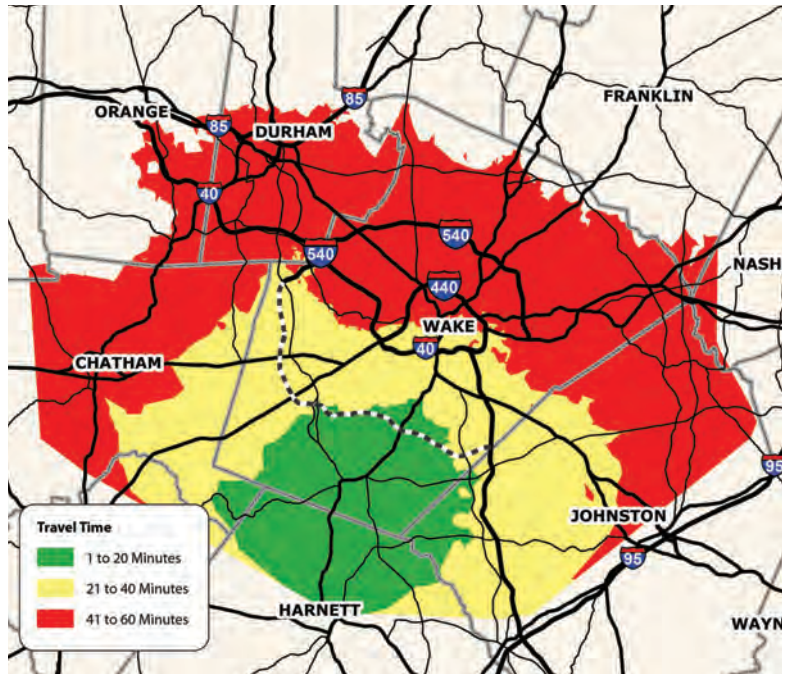 85
FRANKLIN
ORANGE
85
DURHAM
40
540
540
NASH
440
WAKE
40
CHATHAM
95
Travel Time
1 to 20 Minutes
21 to 40 Minutes
41 to 60 Minutes
JOHNSTON
95
HARNETT
WAYN